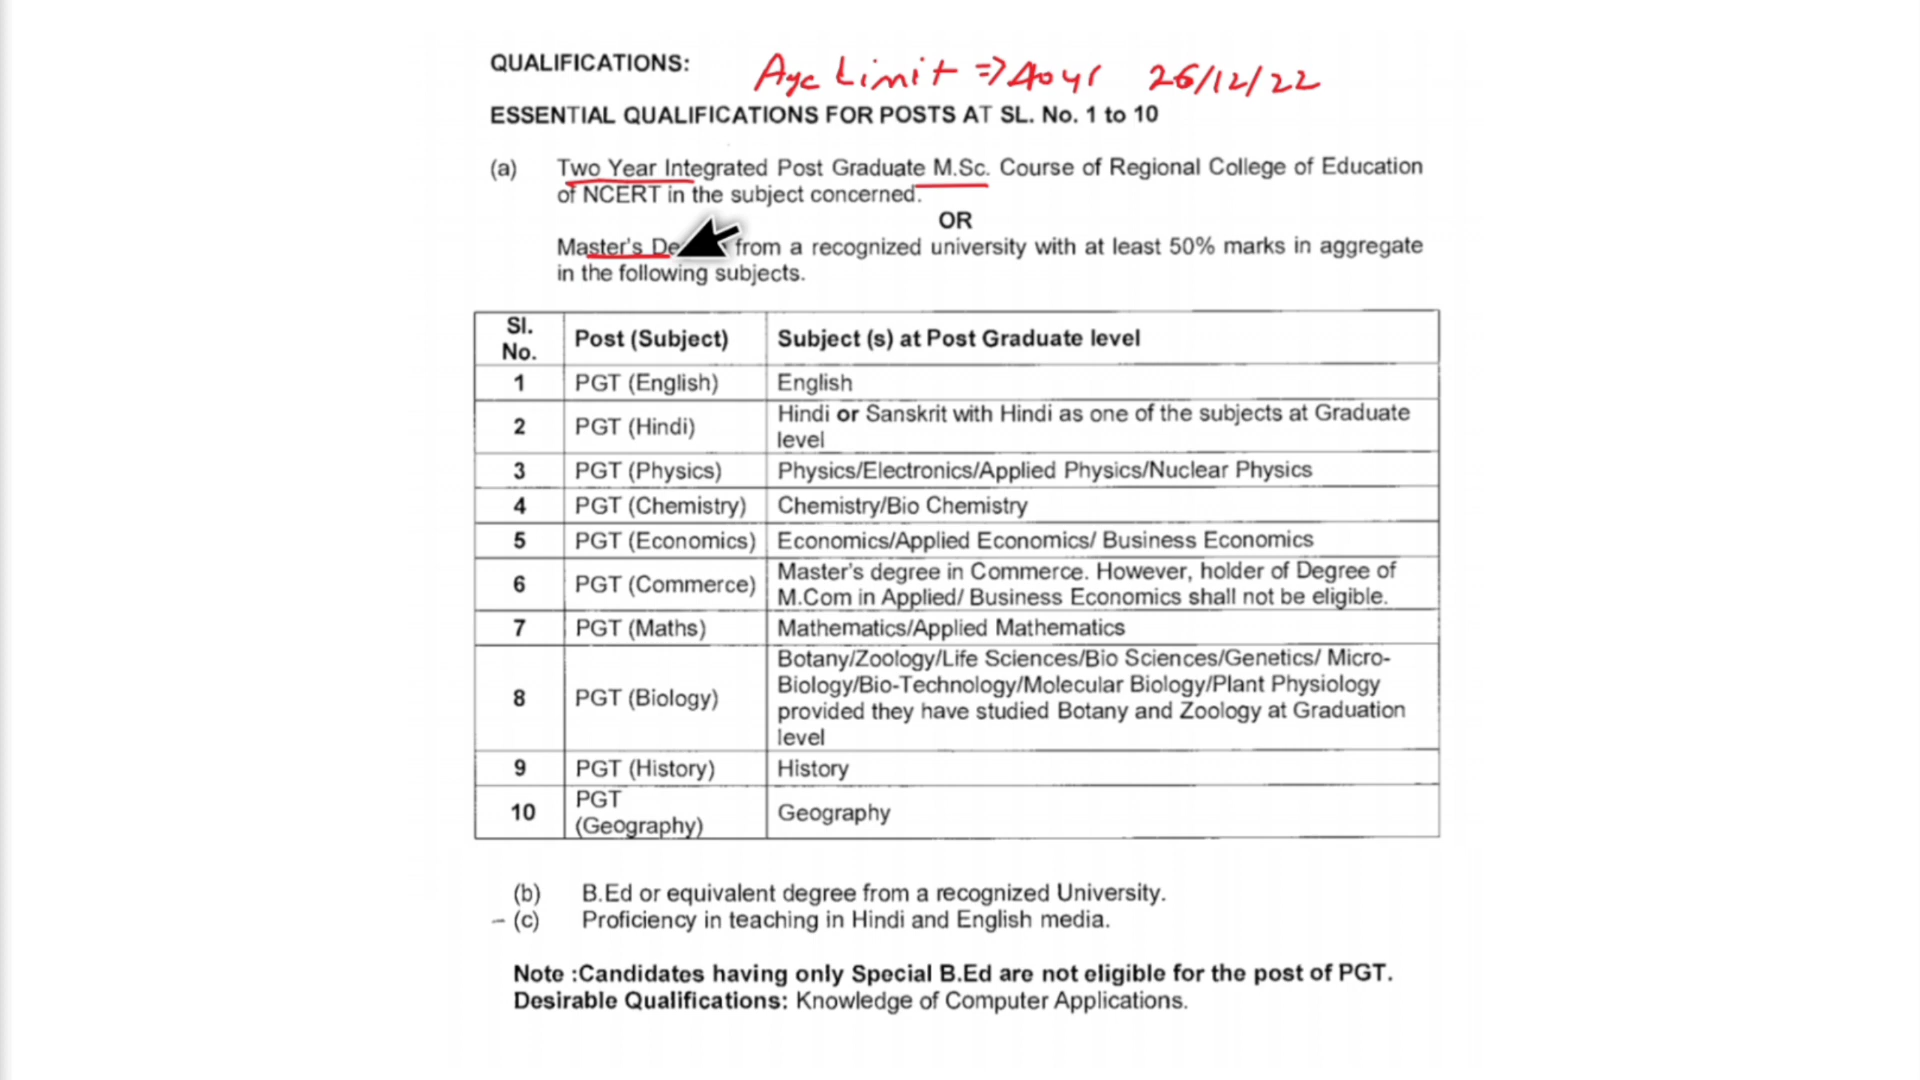 QUALIFICATIONS:
Age Limit => 40 yr 26/12/22
ESSENTIAL QUALIFICATIONS FOR POSTS AT SL. No. 1 to 10
(a) Two Year Integrated Post Graduate M.Sc. Course of Regional College of Education
of NCERT in the subject concerned.
OR
Master's De from a recognized university with at least 50% marks in aggregate
in the following subjects.
Sl. No. Post (Subject) Subject (s) at Post Graduate level
1 PGT (English) English
2 PGT (Hindi) Hindi or Sanskrit with Hindi as one of the subjects at Graduate
level
3 PGT (Physics) Physics/Electronics/Applied Physics/Nuclear Physics
4 PGT (Chemistry) Chemistry/Bio Chemistry
5 PGT (Economics) Economics/Applied Economics/ Business Economics
6 PGT (Commerce) Master's degree in Commerce. However, holder of Degree of
M.Com in Applied/ Business Economics shall not be eligible.
7 PGT (Maths) Mathematics/Applied Mathematics
8 PGT (Biology) Botany/Zoology/Life Sciences/Bio Sciences/Genetics/ Micro-
Biology/Bio-Technology/Molecular Biology/Plant Physiology
provided they have studied Botany and Zoology at Graduation
level
9 PGT (History) History
10 PGT (Geography) Geography
(b) B.Ed or equivalent degree from a recognized University.
– (c) Proficiency in teaching in Hindi and English media.
Note :Candidates having only Special B.Ed are not eligible for the post of PGT.
Desirable Qualifications: Knowledge of Computer Applications.